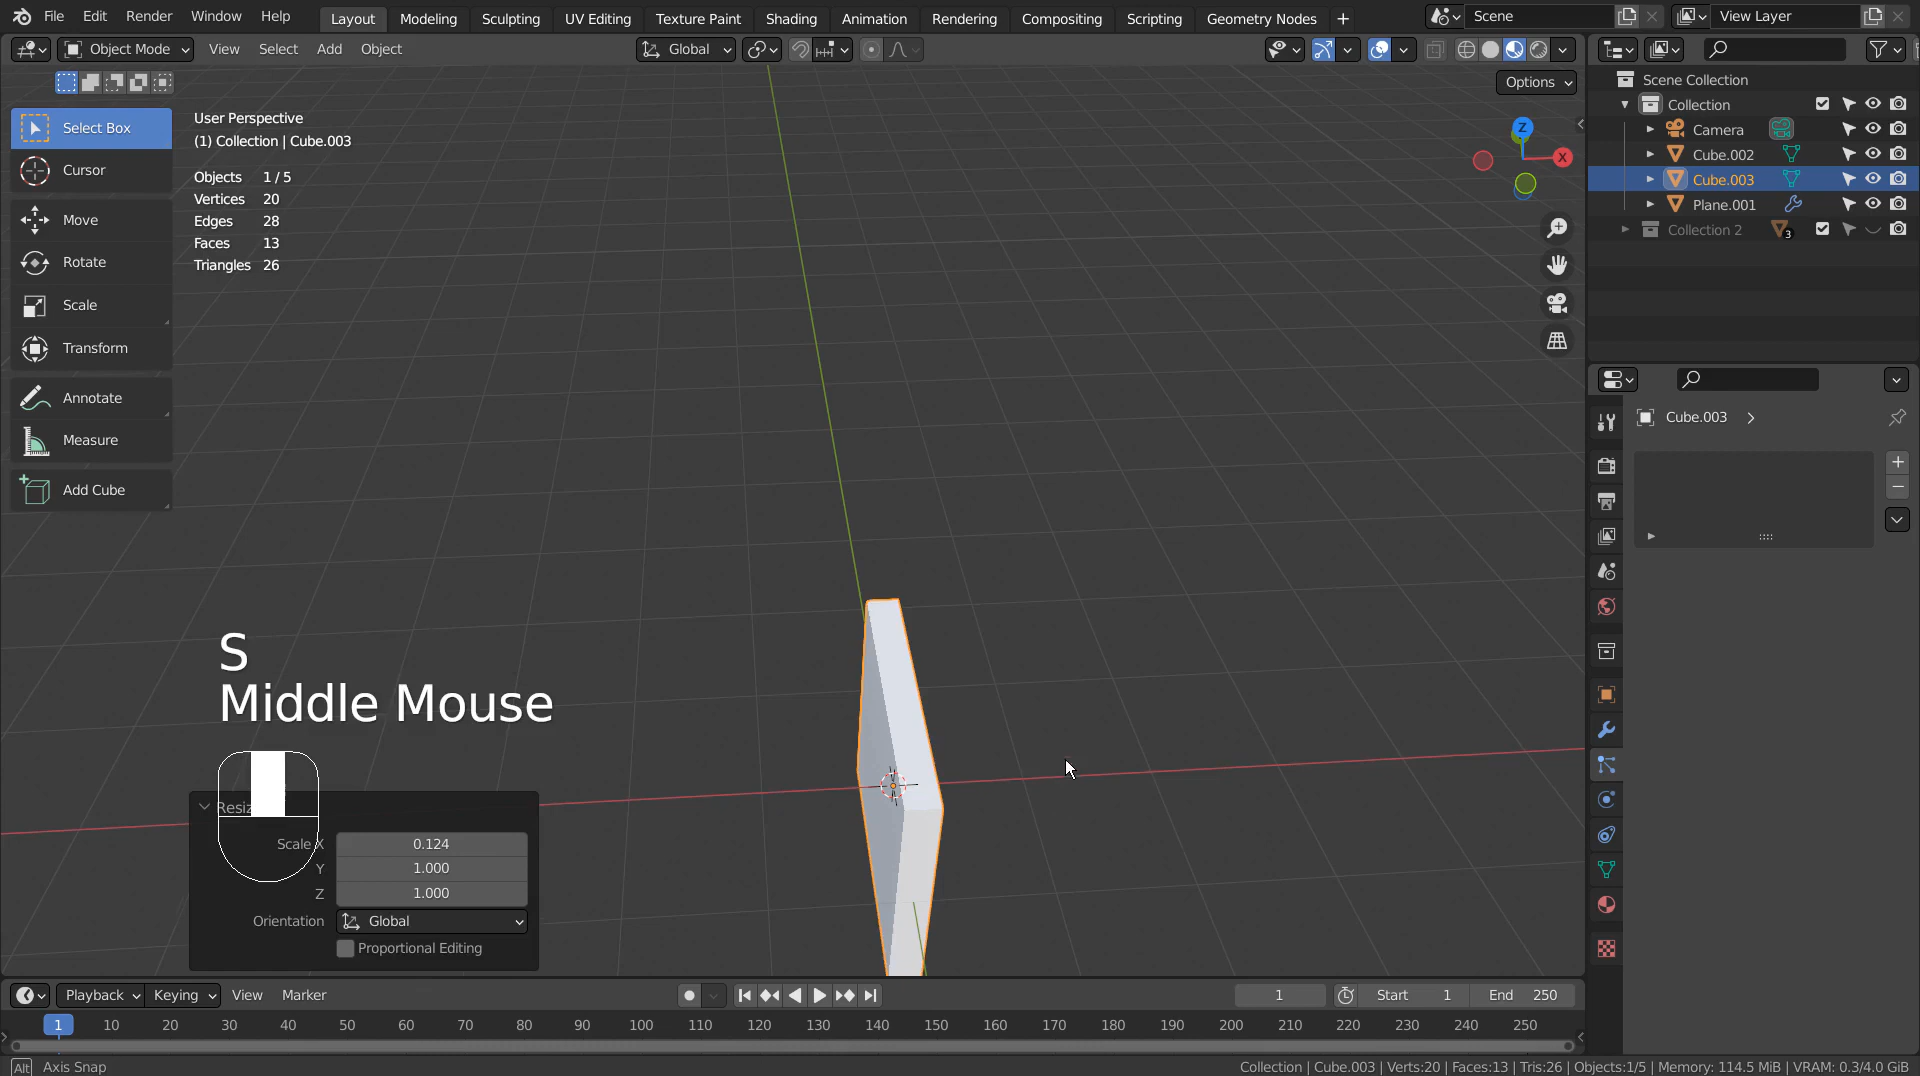 File Edit Render Window Help Layout Modeling Sculpting UV Editing Texture Paint Shading Animation Rendering Compositing Scripting Geometry Nodes + Scene View Layer
Object Mode View Select Add Object Global
Options
Select Box
Cursor
Move
Rotate
Scale
Transform
Annotate
Measure
Add Cube
User Perspective
(1) Collection | Cube.003
Objects 1 / 5
Vertices 20
Edges 28
Faces 13
Triangles 26
Z
X
Scene Collection
Collection
Camera
Cube.002
Cube.003
Plane.001
Collection 2 3
Cube.003
S
Middle Mouse
Scale X 0.124
Y 1.000
Z 1.000
Orientation Global
Proportional Editing
Playback Keying View Marker 1 Start 1 End 250
1 10 20 30 40 50 60 70 80 90 100 110 120 130 140 150 160 170 180 190 200 210 220 230 240 250
Alt Axis Snap
Collection | Cube.003 | Verts:20 | Faces:13 | Tris:26 | Objects:1/5 | Memory: 114.5 MiB | VRAM: 0.3/4.0 GiB